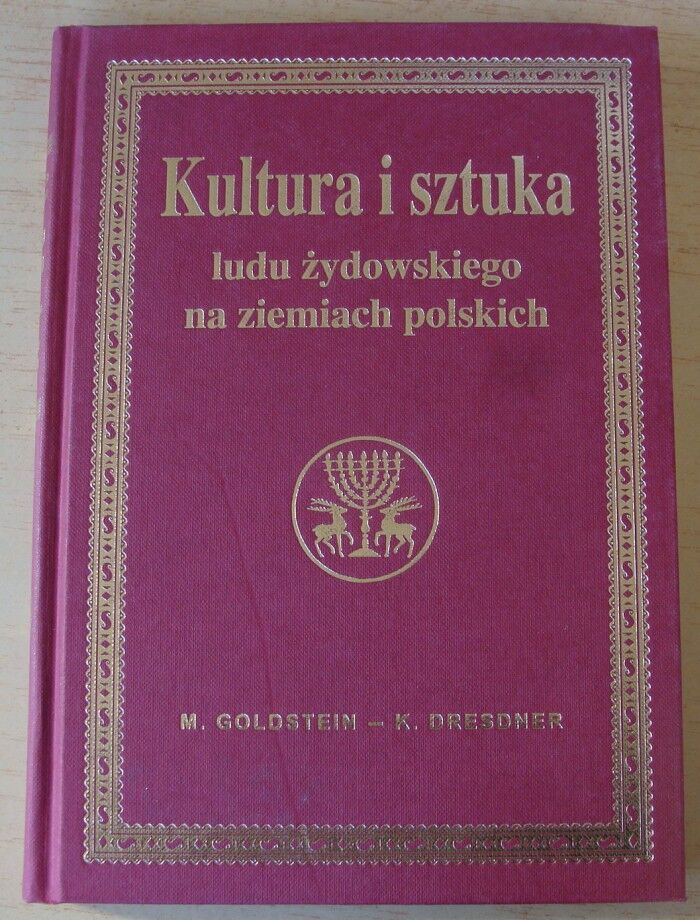 Kultura i sztuka
ludu żydowskiego
na ziemiach polskich
M. GOLDSTEIN – K. DRESDNER